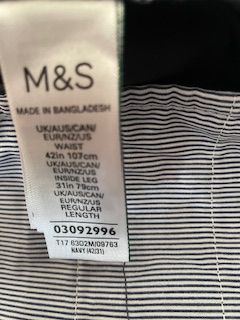 M&S
MADE IN BANGLADESH
UK/AUS/CAN/
EUR/NZ/US
WAIST
42in 107cm
UK/AUS/CAN/
EUR/NZ/US
INSIDE LEG
31in 79cm
UK/AUS/CAN/
EUR/NZ/US
REGULAR
LENGTH
03092996
T17 6302M/09763
NAVY (42/31)